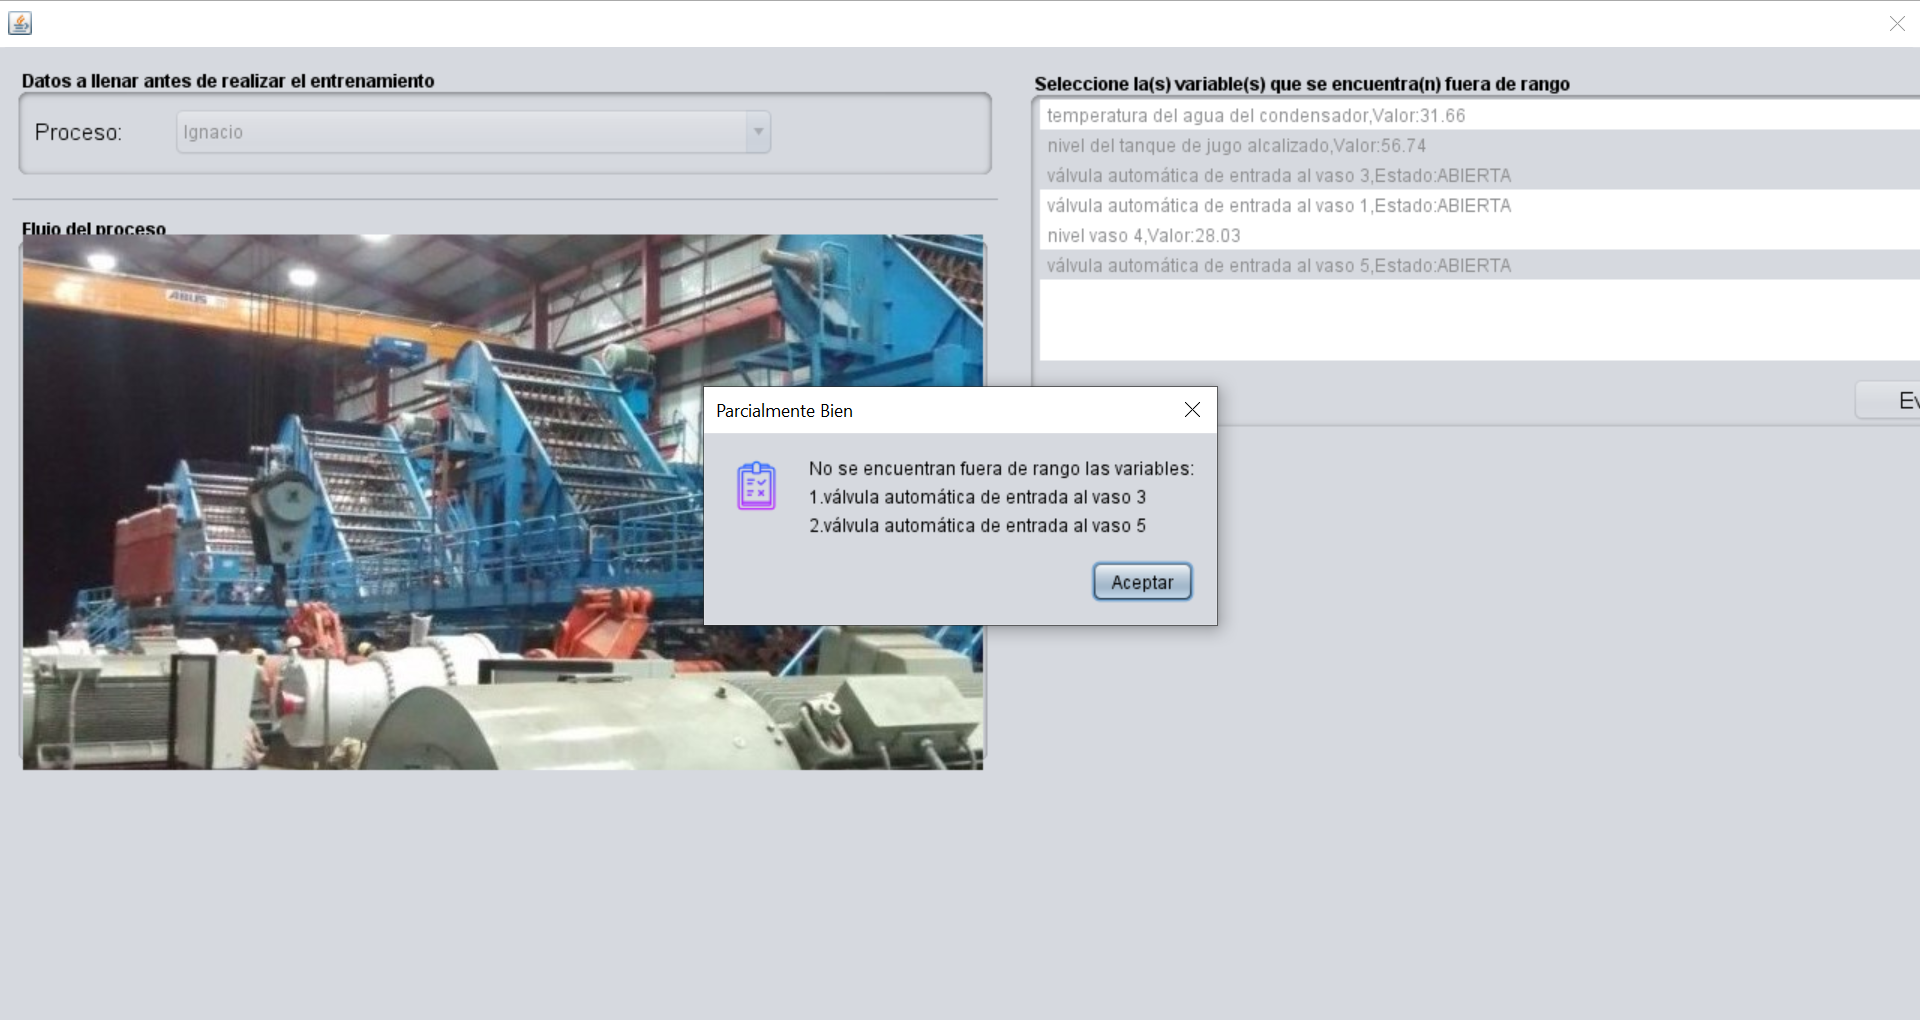 Datos a llenar antes de realizar el entrenamiento
Proceso:
Ignacio
Flujo del proceso
ABUS
Seleccione la(s) variable(s) que se encuentra(n) fuera de rango
temperatura del agua del condensador,Valor:31.66
nivel del tanque de jugo alcalizado,Valor:56.74
válvula automática de entrada al vaso 3,Estado:ABIERTA
válvula automática de entrada al vaso 1,Estado:ABIERTA
nivel vaso 4,Valor:28.03
válvula automática de entrada al vaso 5,Estado:ABIERTA
Parcialmente Bien
No se encuentran fuera de rango las variables:
1.válvula automática de entrada al vaso 3
2.válvula automática de entrada al vaso 5
Aceptar